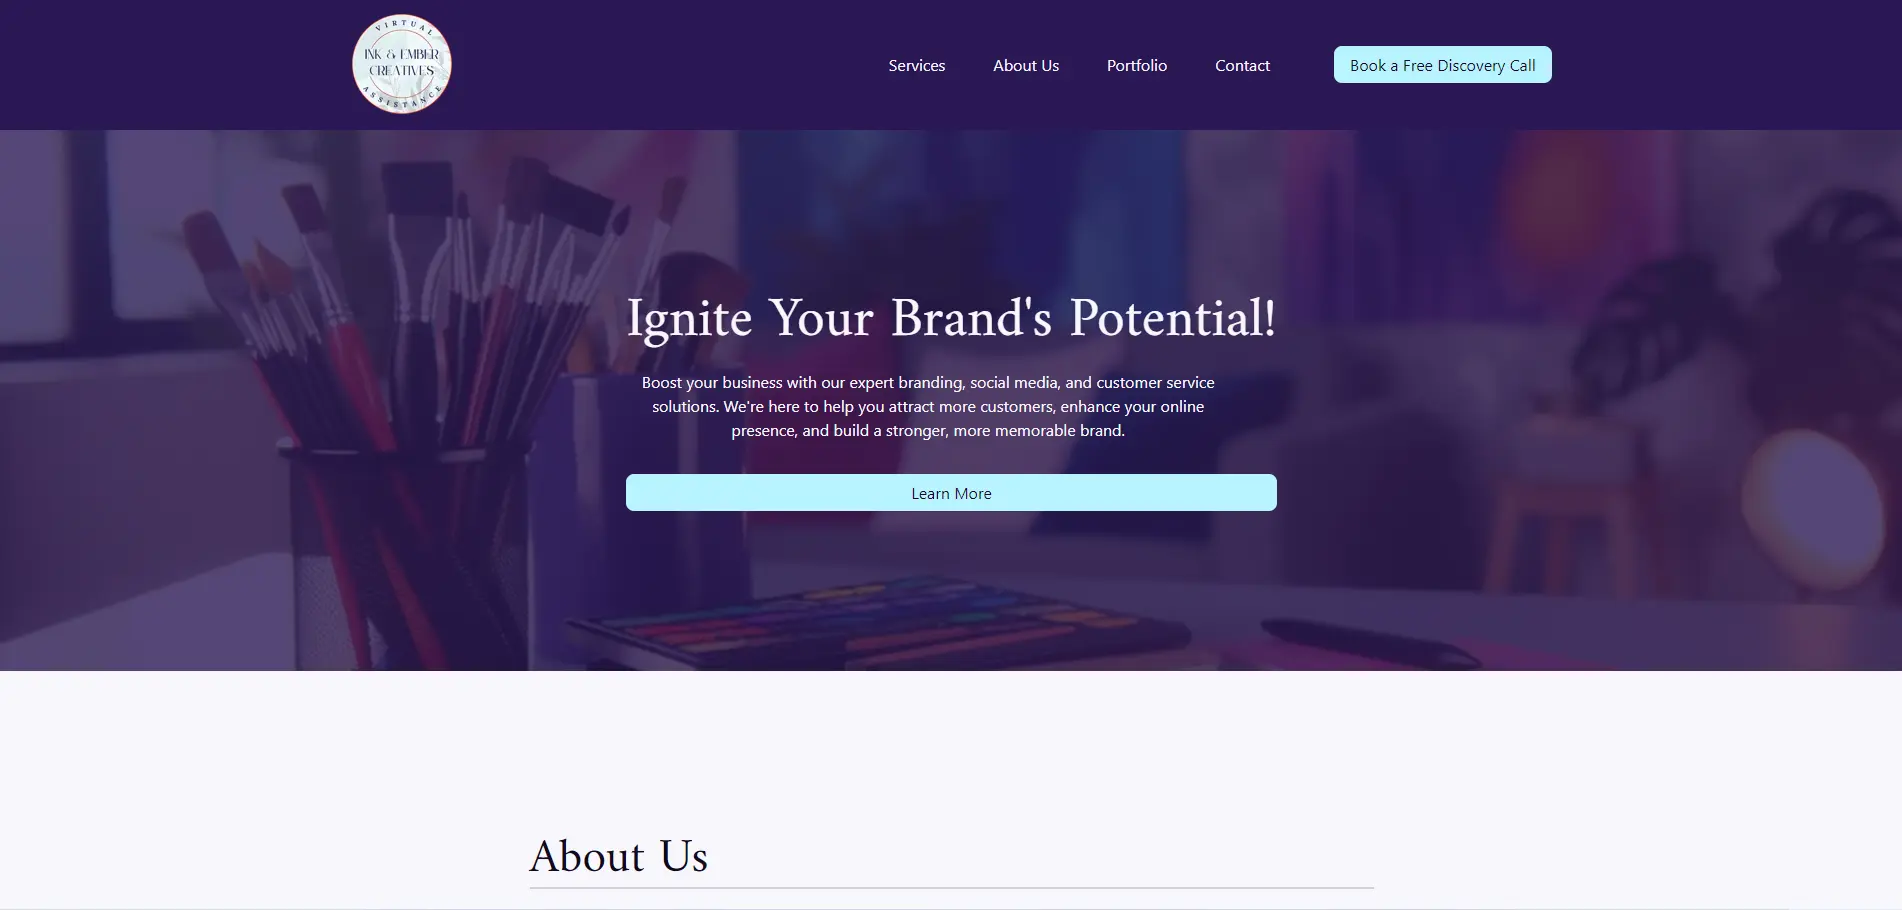 VIRTUAL
INK & EMBER
CREATIVES
ASSISTANCE
Services
About Us
Portfolio
Contact
Book a Free Discovery Call
Ignite Your Brand's Potential!
Boost your business with our expert branding, social media, and customer service
solutions. We're here to help you attract more customers, enhance your online
presence, and build a stronger, more memorable brand.
Learn More
About Us